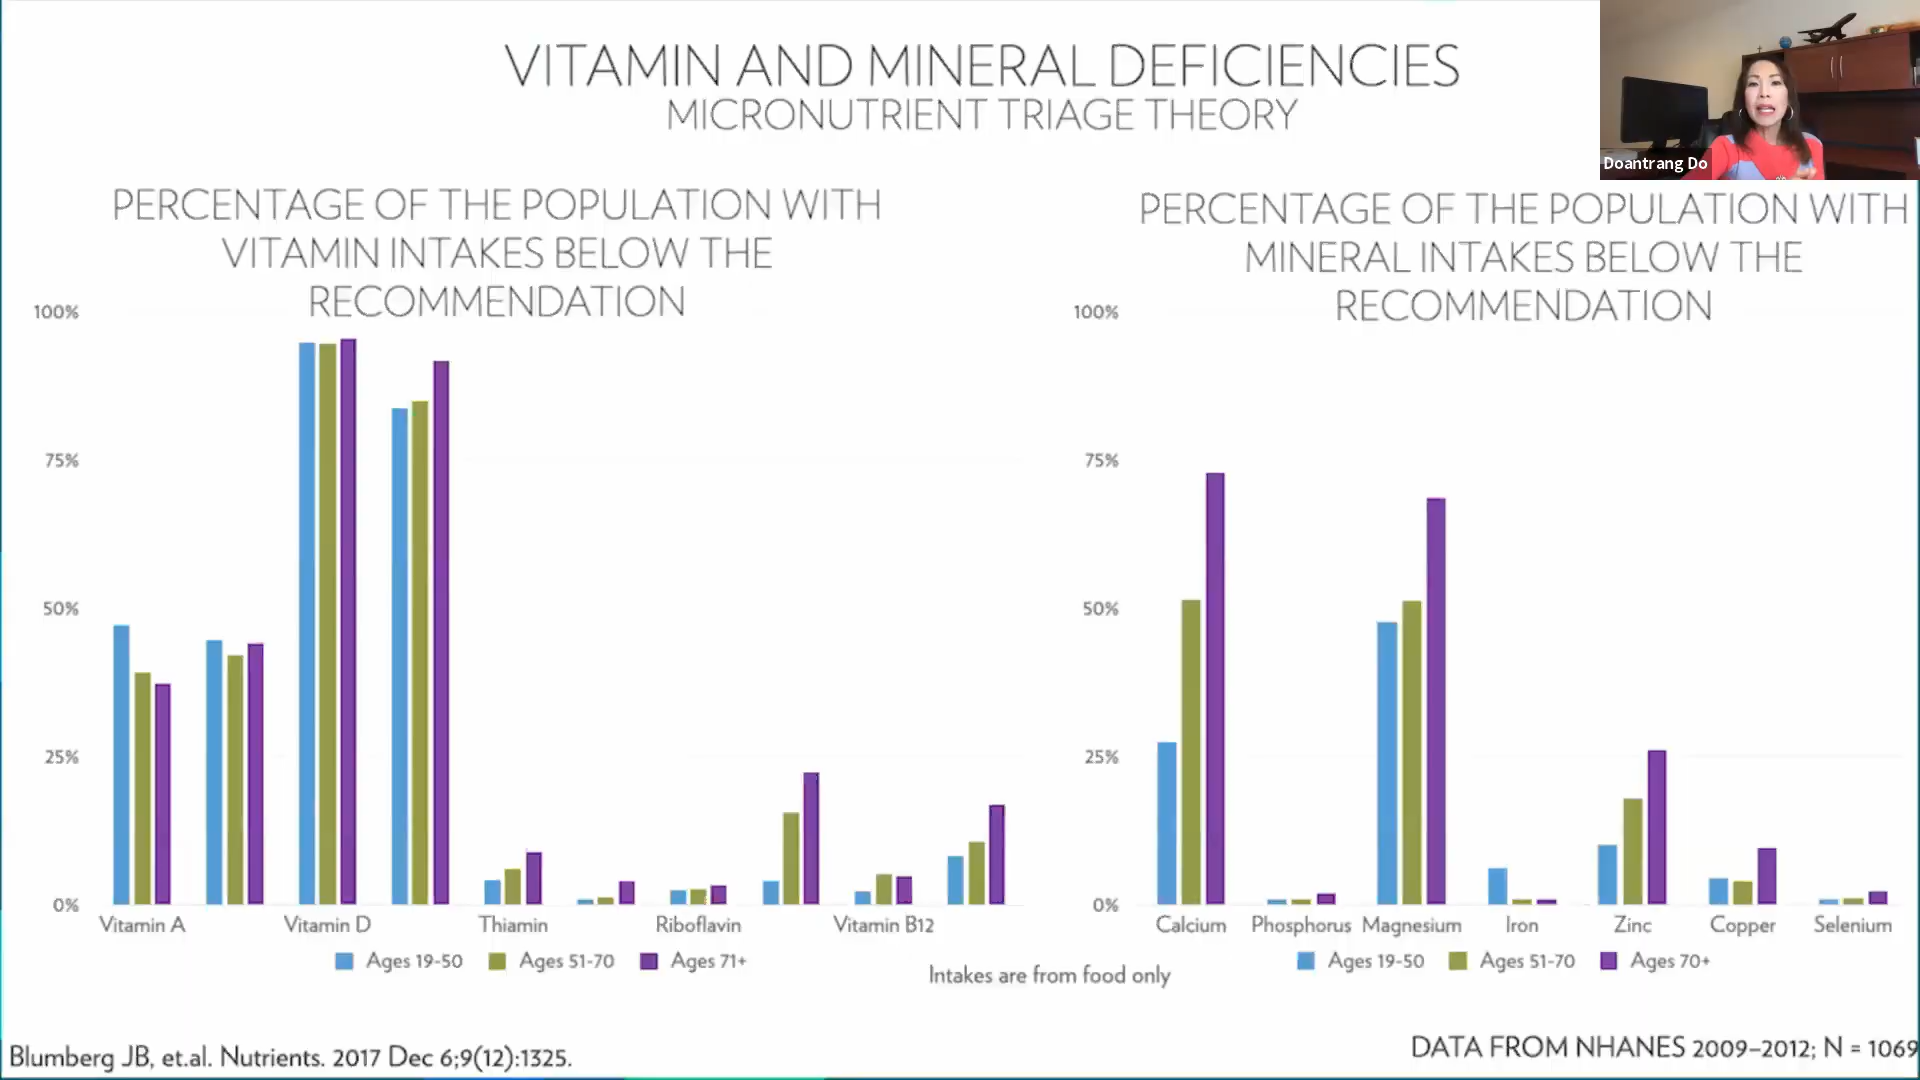 VITAMIN AND MINERAL DEFICIENCIES
MICRONUTRIENT TRIAGE THEORY
Doantrang Do
PERCENTAGE OF THE POPULATION WITH
VITAMIN INTAKES BELOW THE
RECOMMENDATION
100%
75%
50%
25%
0%
Vitamin A
Vitamin D
Thiamin
Riboflavin
Vitamin B12
Ages 19-50
Ages 51-70
Ages 71+
PERCENTAGE OF THE POPULATION WITH
MINERAL INTAKES BELOW THE
RECOMMENDATION
100%
75%
50%
25%
0%
Calcium
Phosphorus
Magnesium
Iron
Zinc
Copper
Selenium
Ages 19-50
Ages 51-70
Ages 70+
Intakes are from food only
Blumberg JB, et.al. Nutrients. 2017 Dec 6;9(12):1325.
DATA FROM NHANES 2009–2012; N = 1069